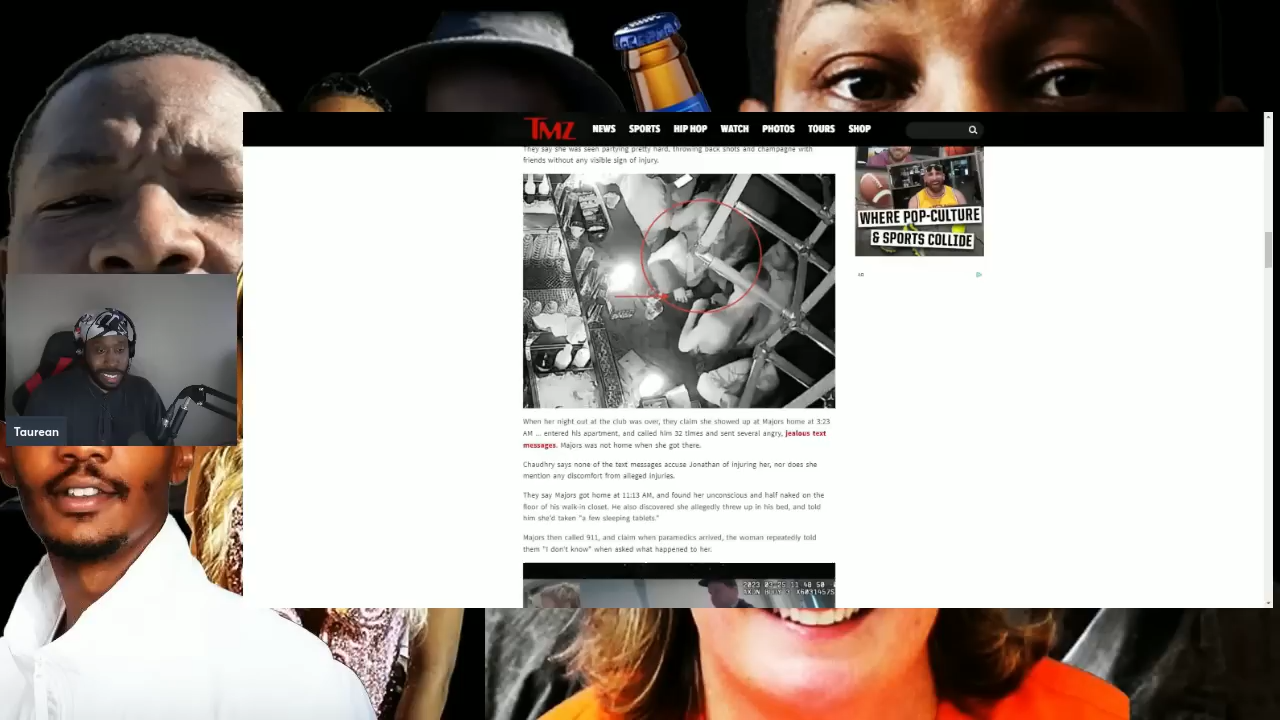 TMZ NEWS SPORTS HIP HOP WATCH PHOTOS TOURS SHOP
They say she was seen partying pretty hard, throwing back shots and champagne with
friends without any visible sign of injury.
WHERE POP-CULTURE
& SPORTS COLLIDE
When her night out at the club was over, they claim she showed up at Majors home at 3:23
AM ... entered his apartment, and called him 32 times and sent several angry, jealous text
messages. Majors was not home when she got there.
Chaudhry says none of the text messages accuse Jonathan of injuring her, nor does she
mention any discomfort from alleged injuries.
They say Majors got home at 11:13 AM, and found her unconscious and half naked on the
floor of his walk-in closet. He also discovered she allegedly threw up in his bed, and told
him she'd taken "a few sleeping tablets."
Majors then called 911, and claim when paramedics arrived, the woman repeatedly told
them "I don't know" when asked what happened to her.
Taurean